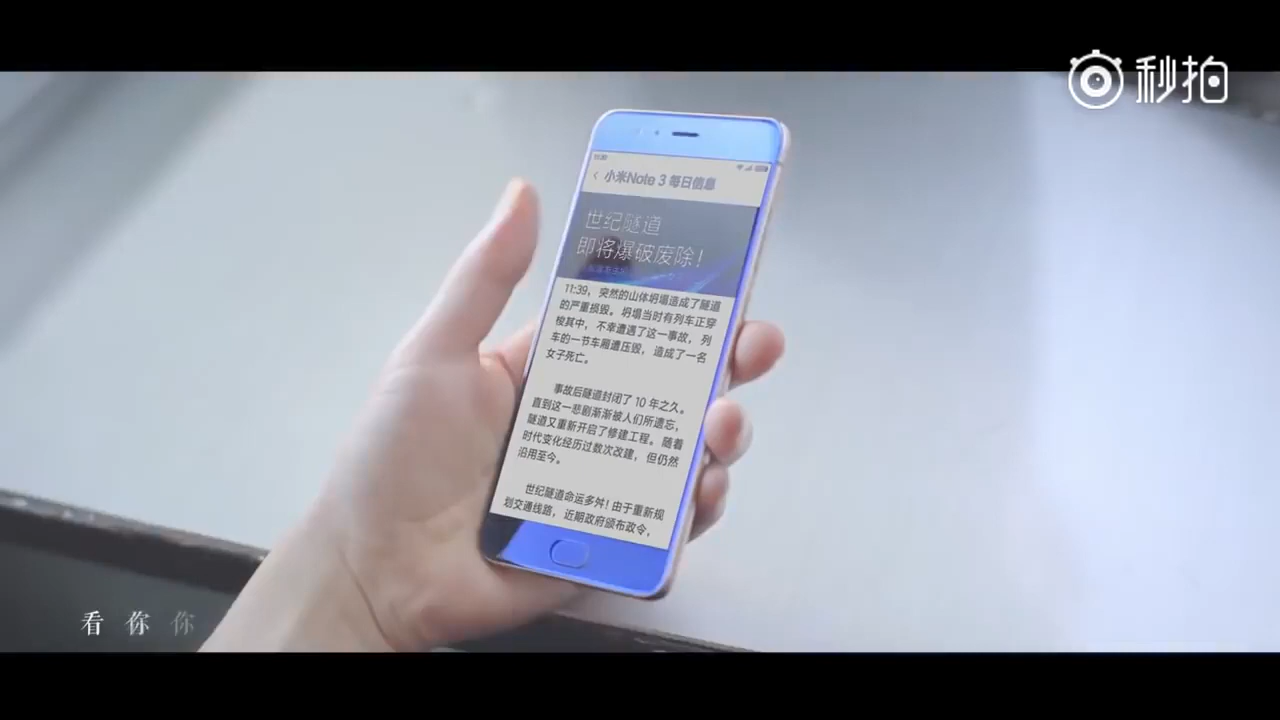 秒拍
11:39
小米Note 3 每日信息
世纪隧道
即将爆破废除!
11:39，突然的山体坍塌造成了隧道
的严重损毁。坍塌当时有列车正穿
梭其中，不幸遭遇了这一事故，列
车的一节车厢遭压毁，造成了一名
女子死亡。
事故后隧道封闭了 10 年之久。
直到这一悲剧渐渐被人们所遗忘，
隧道又重新开启了修建工程。随着
时代变化经历过数次改建，但仍然
沿用至今。
世纪隧道命运多舛! 由于重新规
划交通线路，近期政府颁布政令，
看 你 你